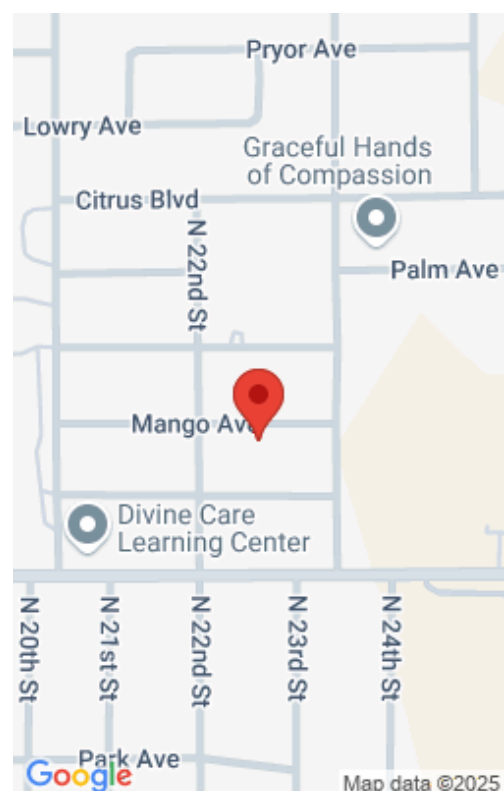 Pryor Ave
Lowry Ave
Graceful Hands
of Compassion
Citrus Blvd
N 22nd St
Palm Ave
Mango Ave
Divine Care
Learning Center
N 20th St
N 21st St
N 22nd St
N 23rd St
N 24th St
Park Ave
Google
Map data ©2025